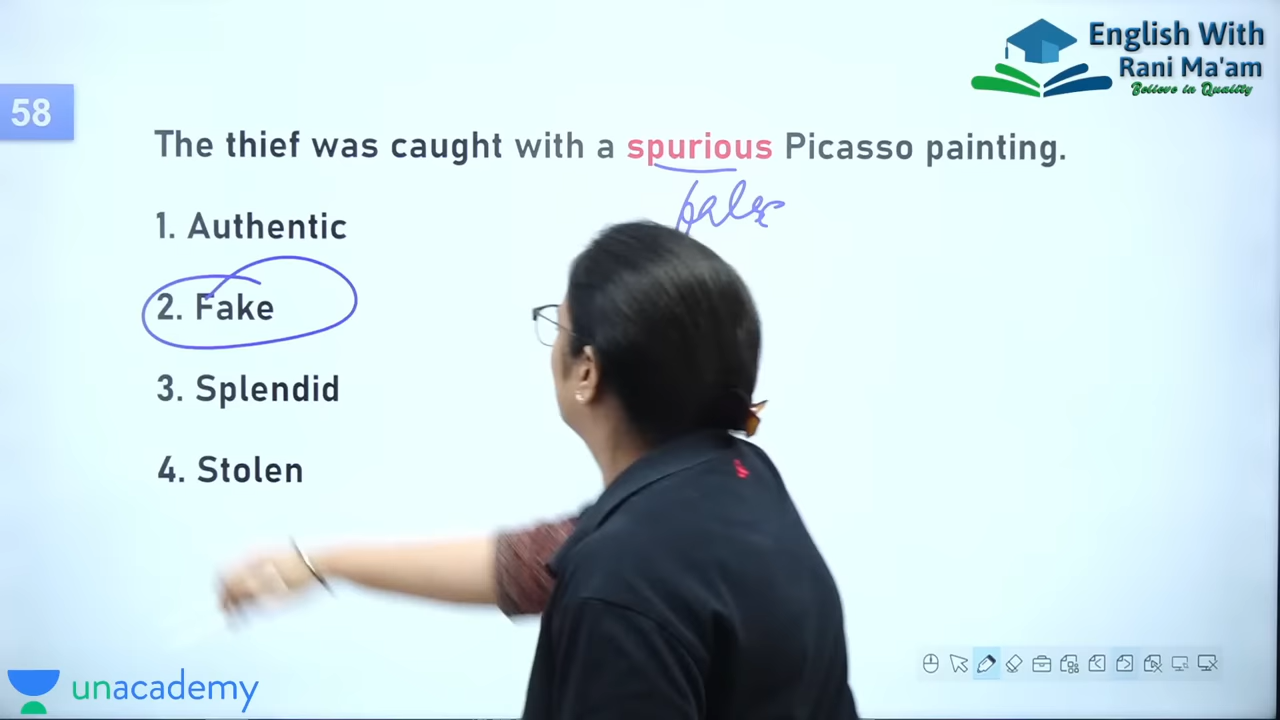 English With
Rani Ma'am
Believe in Quality
58
The thief was caught with a spurious Picasso painting.
1. Authentic
2. Fake
3. Splendid
4. Stolen
unacademy